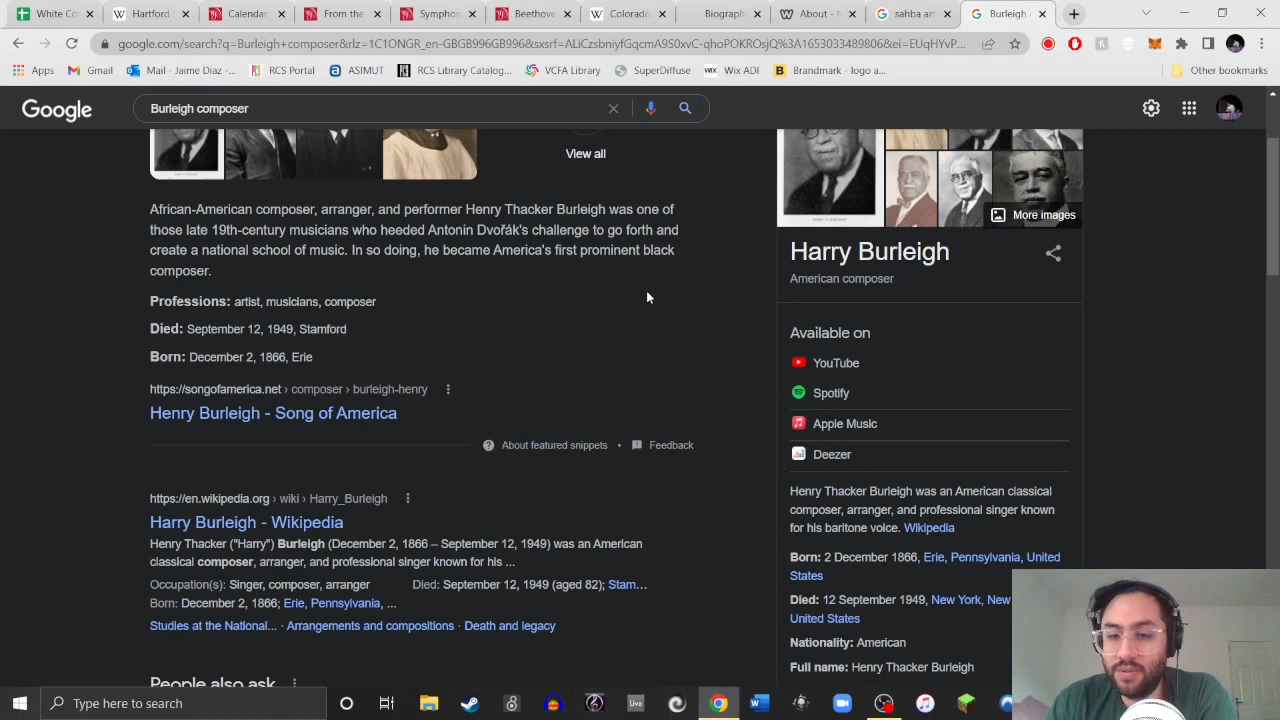 White Co
Hartford
Calendar
From the
Symphon
Beethove
Colorado
Biograph
About - M
sahba am
Burleigh
google.com/search?q=Burleigh+composer&rlz=1C1ONGR_en-GBGB996GB996&sxsrf=ALiCzsbniyfGqcmA9S0xvC-qhoPOKROsjQ%3A1653033489806&ei=EUqHYvP...
Apps
Gmail
Mail - Jaime Diaz -...
RCS Portal
ASIMUT
RCS Library Catalog...
VCFA Library
SuperDiffuse
Wix ADI
Brandmark - logo a...
Other bookmarks
Google
Burleigh composer
View all
African-American composer, arranger, and performer Henry Thacker Burleigh was one of
those late 19th-century musicians who heeded Antonin Dvořák's challenge to go forth and
create a national school of music. In so doing, he became America's first prominent black
composer.
Professions: artist, musicians, composer
Died: September 12, 1949, Stamford
Born: December 2, 1866, Erie
https://songofamerica.net › composer › burleigh-henry
Henry Burleigh - Song of America
About featured snippets • Feedback
https://en.wikipedia.org › wiki › Harry_Burleigh
Harry Burleigh - Wikipedia
Henry Thacker ("Harry") Burleigh (December 2, 1866 – September 12, 1949) was an American
classical composer, arranger, and professional singer known for his ...
Occupation(s): Singer, composer, arranger Died: September 12, 1949 (aged 82); Stam...
Born: December 2, 1866; Erie, Pennsylvania, ...
Studies at the National... · Arrangements and compositions · Death and legacy
People also ask
More images
Harry Burleigh
American composer
Available on
YouTube
Spotify
Apple Music
Deezer
Henry Thacker Burleigh was an American classical
composer, arranger, and professional singer known
for his baritone voice. Wikipedia
Born: 2 December 1866, Erie, Pennsylvania, United
States
Died: 12 September 1949, New York, New
United States
Nationality: American
Full name: Henry Thacker Burleigh
Type here to search
Live